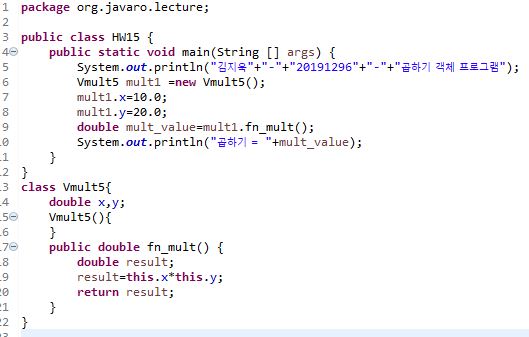 1 package org.javaro.lecture;
2
3 public class HW15 {
4 public static void main(String [] args) {
5 System.out.println("김지욱"+"-"+"20191296"+"-"+"곱하기 객체 프로그램");
6 Vmult5 mult1 =new Vmult5();
7 mult1.x=10.0;
8 mult1.y=20.0;
9 double mult_value=mult1.fn_mult();
10 System.out.println("곱하기 = "+mult_value);
11 }
12 }
13 class Vmult5{
14 double x,y;
15 Vmult5(){
16 }
17 public double fn_mult() {
18 double result;
19 result=this.x*this.y;
20 return result;
21 }
22 }